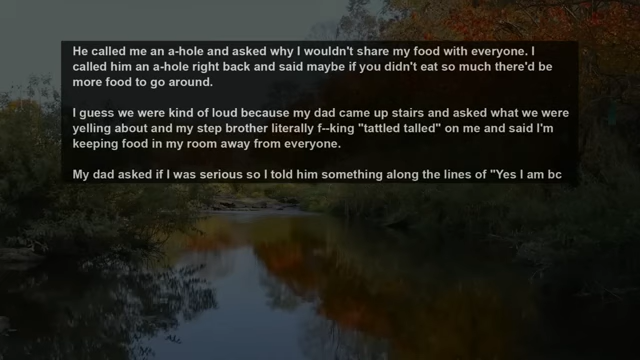 He called me an a-hole and asked why I wouldn't share my food with everyone. I
called him an a-hole right back and said maybe if you didn't eat so much there'd be
more food to go around.
I guess we were kind of loud because my dad came up stairs and asked what we were
yelling about and my step brother literally f--king "tattled talled" on me and said I'm
keeping food in my room away from everyone.
My dad asked if I was serious so I told him something along the lines of "Yes I am bc